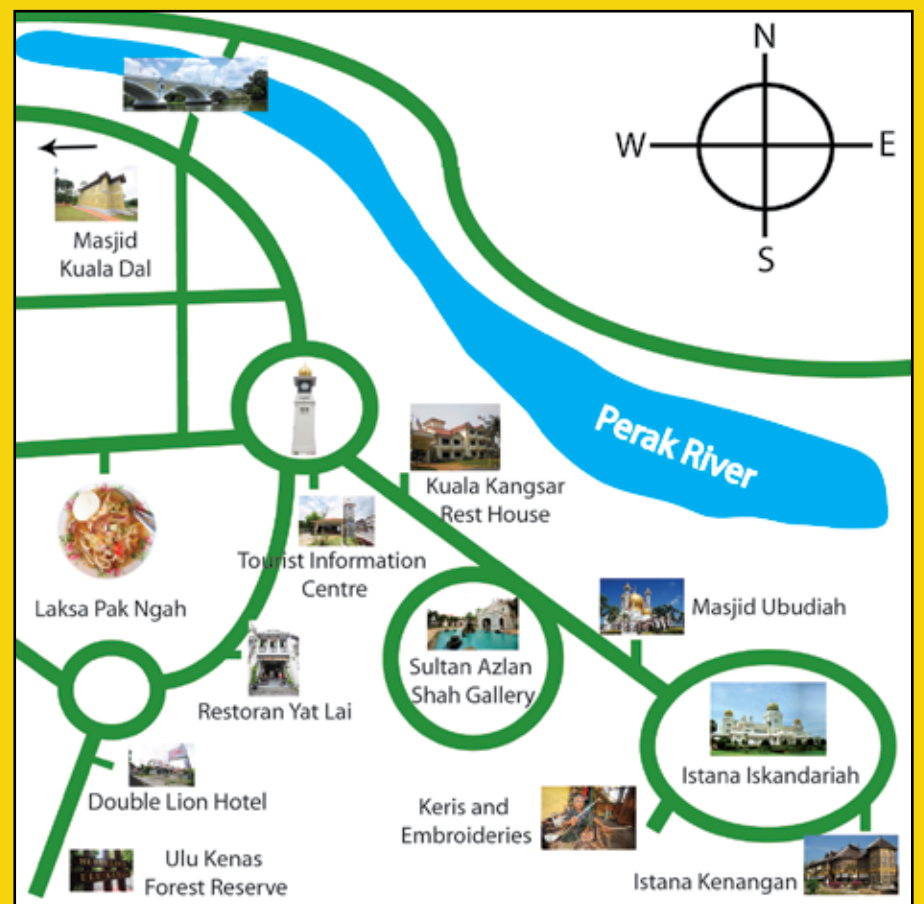 N
W
E
S
Masjid
Kuala Dal
Perak River
Kuala Kangsar
Rest House
Tourist Information
Centre
Laksa Pak Ngah
Masjid Ubudiah
Sultan Azlan
Shah Gallery
Restoran Yat Lai
Istana Iskandariah
Double Lion Hotel
Keris and
Embroideries
Ulu Kenas
Forest Reserve
Istana Kenangan